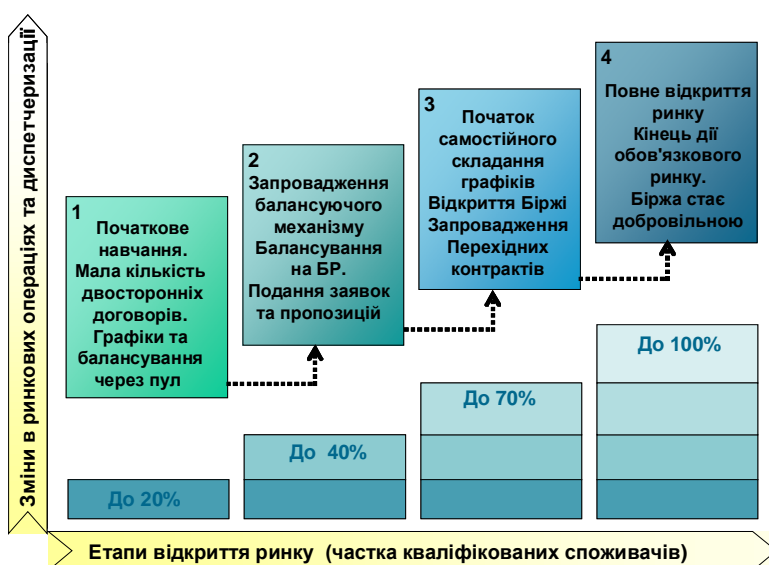 Зміни в ринкових операціях та диспетчеризації
1
Початкове
навчання.
Мала кількість
двосторонніх
договорів.
Графіки та
балансування
через пул
2
Запровадження
балансуючого
механізму
Балансування
на БР.
Подання заявок
та пропозицій
3
Початок
самостійного
складання
графіків
Відкриття Біржі
Запровадження
Перехідних
контрактів
4
Повне відкриття
ринку
Кінець дії
обов'язкового
ринку.
Біржа стає
добровільною
До 20%
До 40%
До 70%
До 100%
Етапи відкриття ринку (частка кваліфікованих споживачів)